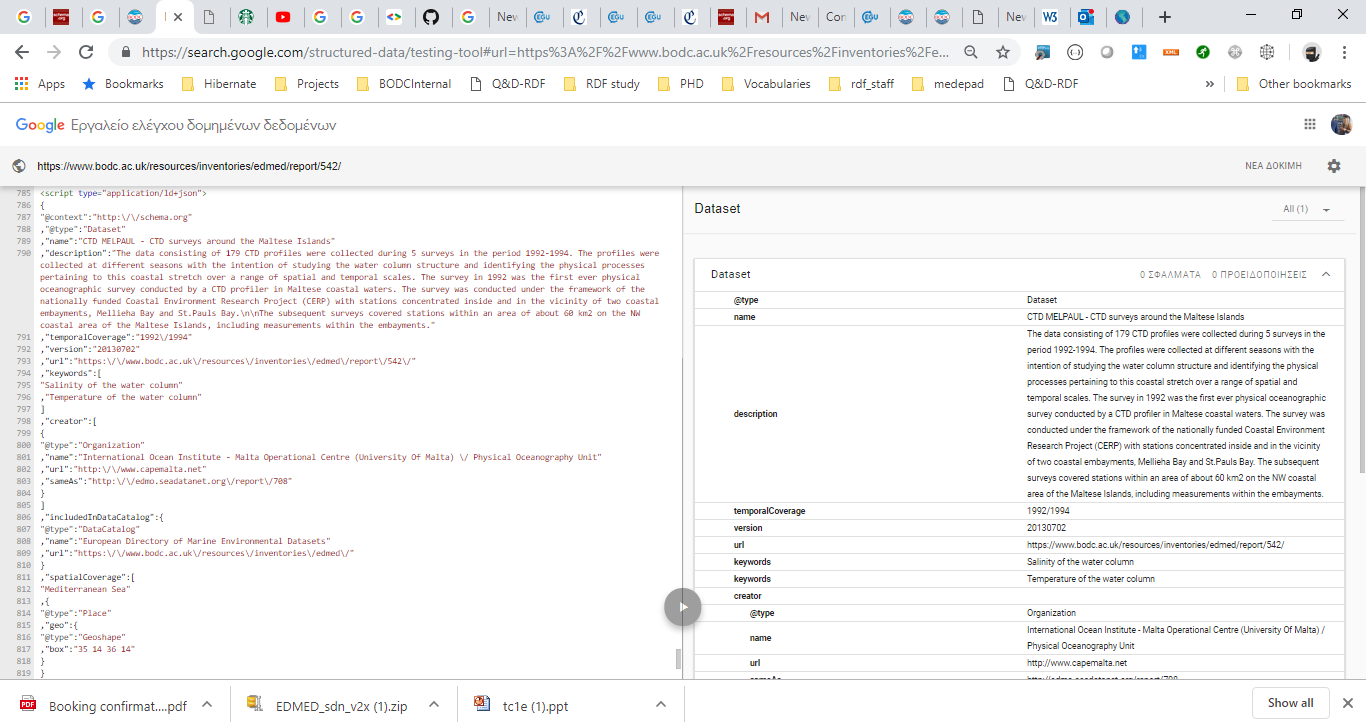 New
New
Con
New
W3
https://search.google.com/structured-data/testing-tool#url=https%3A%2F%2Fwww.bodc.ac.uk%2Fresources%2Finventories%2Fe...
Apps
Bookmarks
Hibernate
Projects
BODCInternal
Q&D-RDF
RDF study
PHD
Vocabularies
rdf_staff
medepad
Q&D-RDF
»
Other bookmarks
Google Εργαλείο ελέγχου δομημένων δεδομένων
https://www.bodc.ac.uk/resources/inventories/edmed/report/542/
ΝΕΑ ΔΟΚΙΜΗ
785 <script type="application/ld+json">
786 {
787 "@context":"http:\/\/schema.org"
788 ,"@type":"Dataset"
789 ,"name":"CTD MELPAUL - CTD surveys around the Maltese Islands"
790 ,"description":"The data consisting of 179 CTD profiles were collected during 5 surveys in the period 1992-1994. The profiles were
collected at different seasons with the intention of studying the water column structure and identifying the physical processes
pertaining to this coastal stretch over a range of spatial and temporal scales. The survey in 1992 was the first ever physical
oceanographic survey conducted by a CTD profiler in Maltese coastal waters. The survey was conducted under the framework of the
nationally funded Coastal Environment Research Project (CERP) with stations concentrated inside and in the vicinity of two coastal
embayments, Mellieha Bay and St.Pauls Bay.\n\nThe subsequent surveys covered stations within an area of about 60 km2 on the NW
coastal area of the Maltese Islands, including measurements within the embayments."
791 ,"temporalCoverage":"1992\/1994"
792 ,"version":"20130702"
793 ,"url":"https:\/\/www.bodc.ac.uk\/resources\/inventories\/edmed\/report\/542\/"
794 ,"keywords":[
795 "Salinity of the water column"
796 ,"Temperature of the water column"
797 ]
798 ,"creator":[
799 {
800 "@type":"Organization"
801 ,"name":"International Ocean Institute - Malta Operational Centre (University Of Malta) \/ Physical Oceanography Unit"
802 ,"url":"http:\/\/www.capemalta.net"
803 ,"sameAs":"http:\/\/edmo.seadatanet.org\/report\/708"
804 }
805 ]
806 ,"includedInDataCatalog":{
807 "@type":"DataCatalog"
808 ,"name":"European Directory of Marine Environmental Datasets"
809 ,"url":"https:\/\/www.bodc.ac.uk\/resources\/inventories\/edmed\/"
810 }
811 ,"spatialCoverage":[
812 "Mediterranean Sea"
813 ,{
814 "@type":"Place"
815 ,"geo":{
816 "@type":"Geoshape"
817 ,"box":"35 14 36 14"
818 }
819 }
Dataset
All (1)
Dataset
0 ΣΦΑΛΜΑΤΑ 0 ΠΡΟΕΙΔΟΠΟΙΗΣΕΙΣ
@type Dataset
name CTD MELPAUL - CTD surveys around the Maltese Islands
description
The data consisting of 179 CTD profiles were collected during 5 surveys in the
period 1992-1994. The profiles were collected at different seasons with the
intention of studying the water column structure and identifying the physical
processes pertaining to this coastal stretch over a range of spatial and
temporal scales. The survey in 1992 was the first ever physical oceanographic
survey conducted by a CTD profiler in Maltese coastal waters. The survey was
conducted under the framework of the nationally funded Coastal Environment
Research Project (CERP) with stations concentrated inside and in the vicinity
of two coastal embayments, Mellieha Bay and St.Pauls Bay. The subsequent
surveys covered stations within an area of about 60 km2 on the NW coastal
area of the Maltese Islands, including measurements within the embayments.
temporalCoverage 1992/1994
version 20130702
url https://www.bodc.ac.uk/resources/inventories/edmed/report/542/
keywords Salinity of the water column
keywords Temperature of the water column
creator
@type Organization
name International Ocean Institute - Malta Operational Centre (University Of Malta) /
Physical Oceanography Unit
url http://www.capemalta.net
sameAs http://edmo.seadatanet.org/report/708
PDF
Booking confirmat....pdf
EDMED_sdn_v2x (1).zip
tc1e (1).ppt
Show all